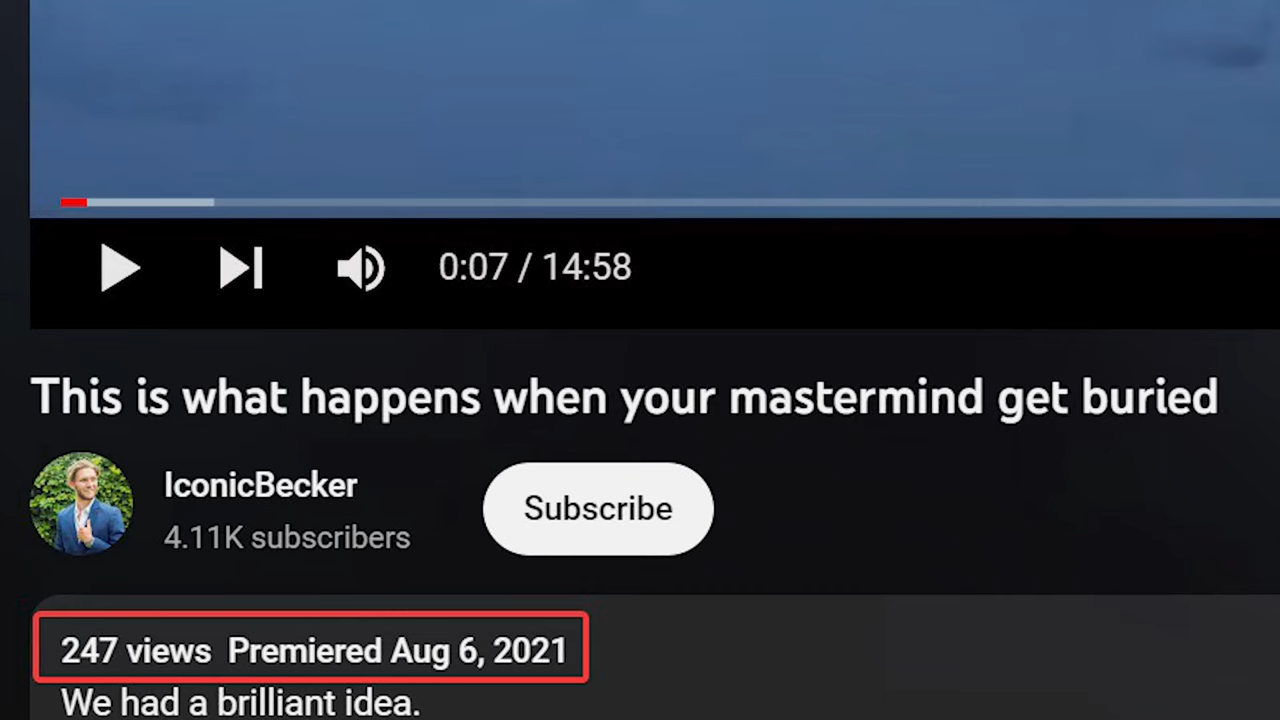 0:07 / 14:58
This is what happens when your mastermind get buried
IconicBecker
Subscribe
4.11K subscribers
247 views Premiered Aug 6, 2021
We had a brilliant idea.